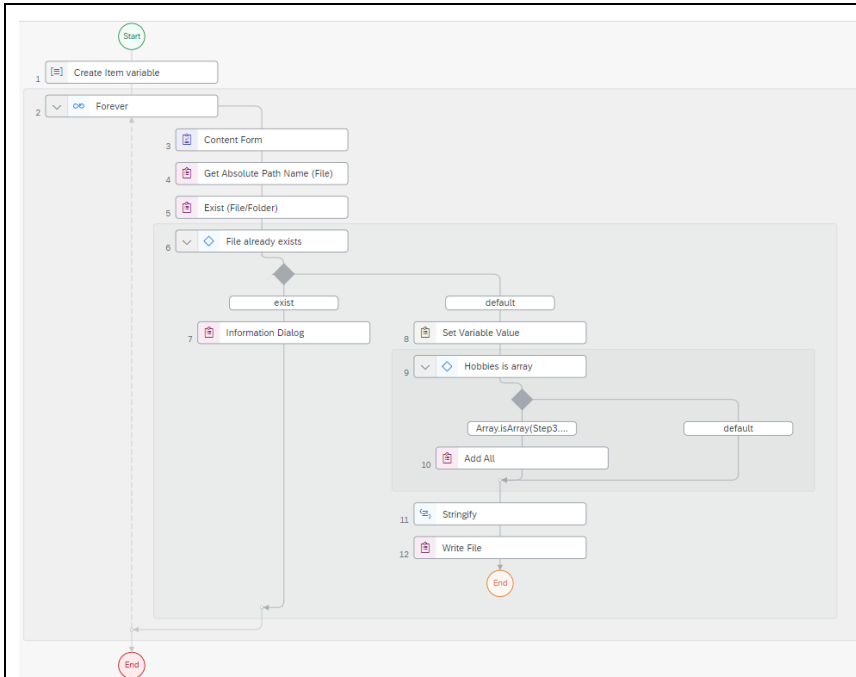 Start
1 Create Item variable
2 Forever
3 Content Form
4 Get Absolute Path Name (File)
5 Exist (File/Folder)
6 File already exists
exist default
7 Information Dialog
8 Set Variable Value
9 Hobbies is array
Array.isArray(Step3.... default
10 Add All
11 Stringify
12 Write File
End
End